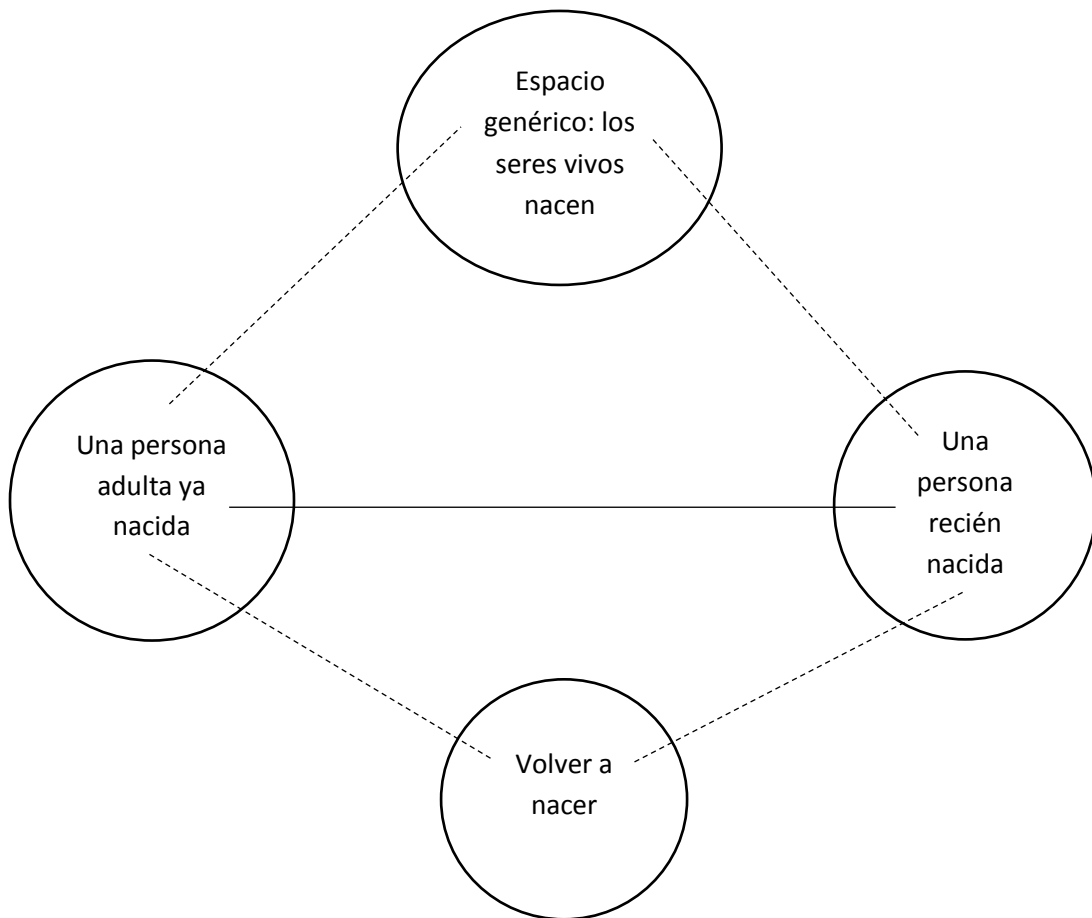 Espacio
genérico: los
seres vivos
nacen
Una persona
adulta ya
nacida
Una
persona
recién
nacida
Volver a
nacer